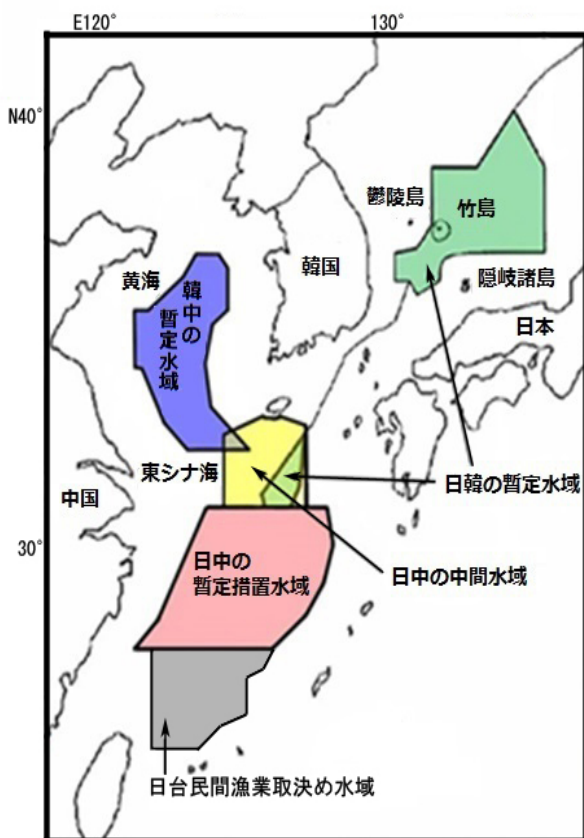 E120°
130°
N40°
鬱陵島
竹島
黄海
韓中の
暫定水域
韓国
隠岐諸島
日本
東シナ海
日韓の暫定水域
中国
30°
日中の
暫定措置水域
日中の中間水域
日台民間漁業取決め水域